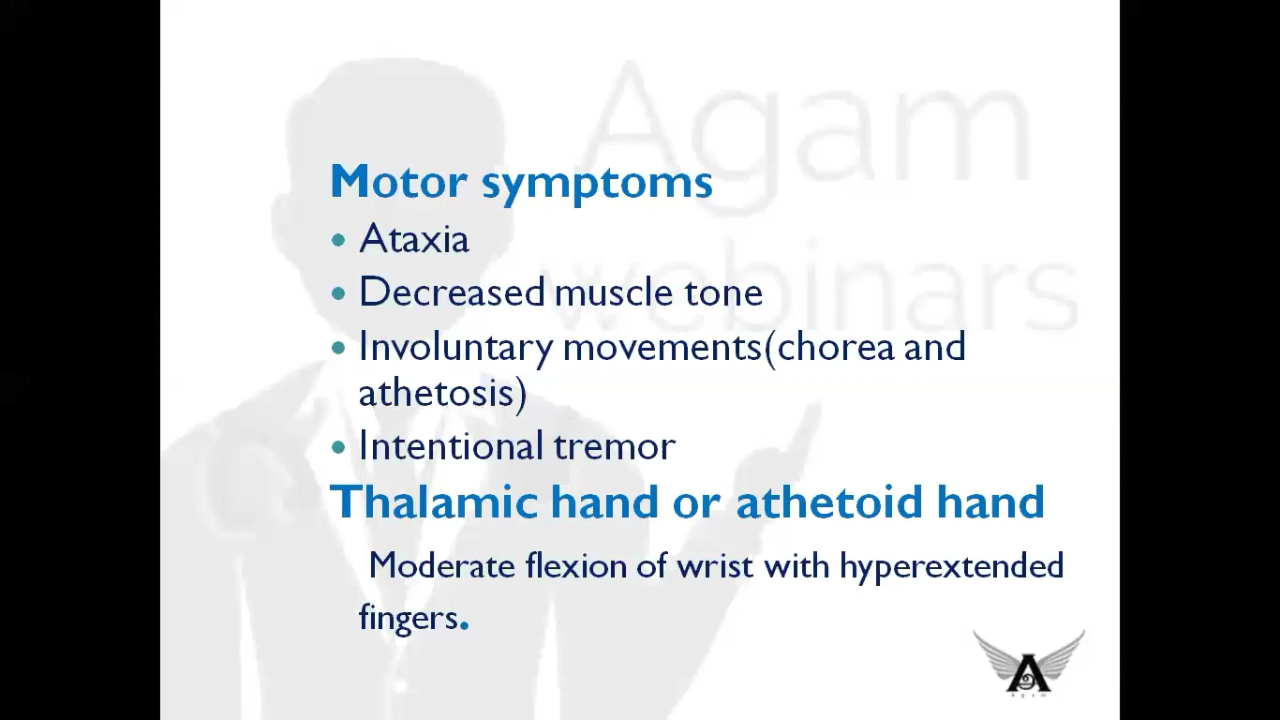 Agam
webinars
Motor symptoms
• Ataxia
• Decreased muscle tone
• Involuntary movements(chorea and
athetosis)
• Intentional tremor
Thalamic hand or athetoid hand
Moderate flexion of wrist with hyperextended
fingers.
A
Agam